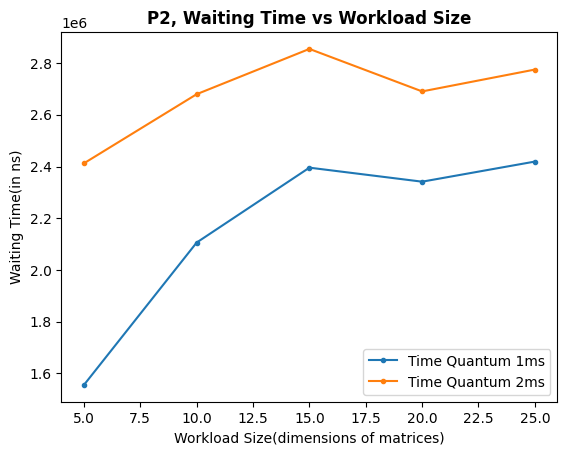 P2, Waiting Time vs Workload Size
1e6
2.8
2.6
2.4
2.2
2.0
1.8
1.6
Waiting Time(in ns)
Time Quantum 1ms
Time Quantum 2ms
5.0 7.5 10.0 12.5 15.0 17.5 20.0 22.5 25.0
Workload Size(dimensions of matrices)